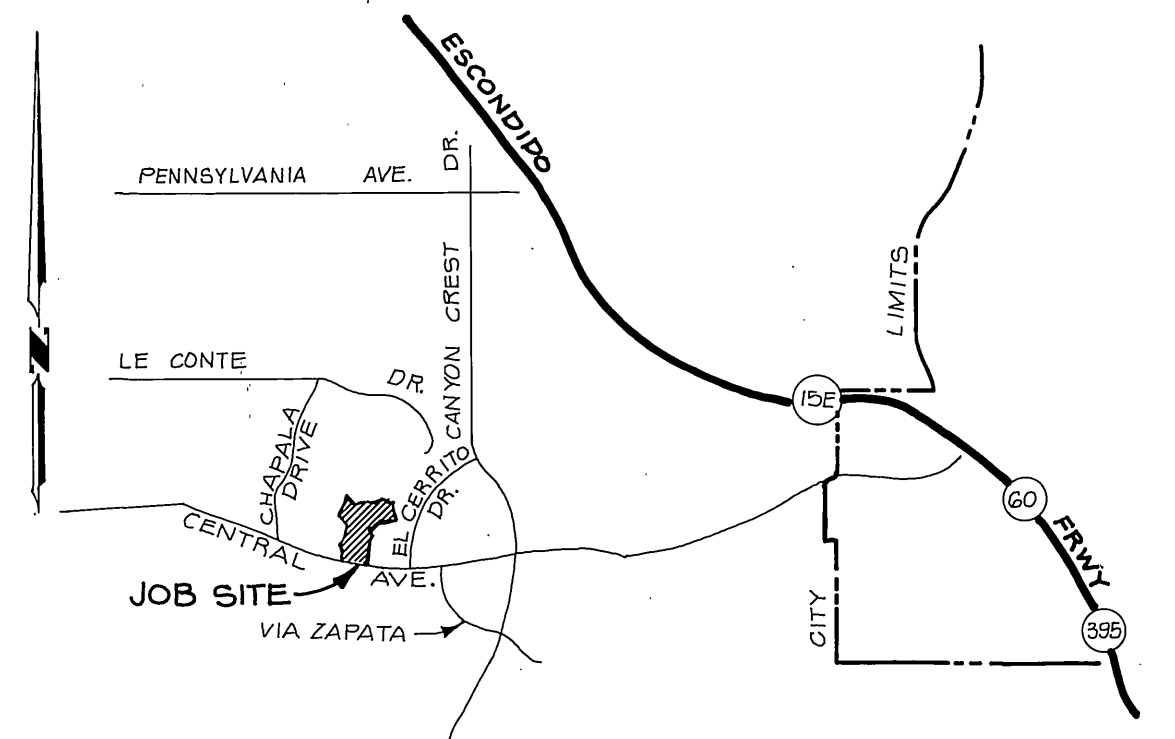 ESCONDIDO
PENNSYLVANIA AVE.
CANYON CREST DR.
LIMITS
N
LE CONTE DR.
15E
CHAPALA
DRIVE
EL CERRITO
DR.
60
FRWY
CENTRAL AVE.
JOB SITE
CITY
395
VIA ZAPATA